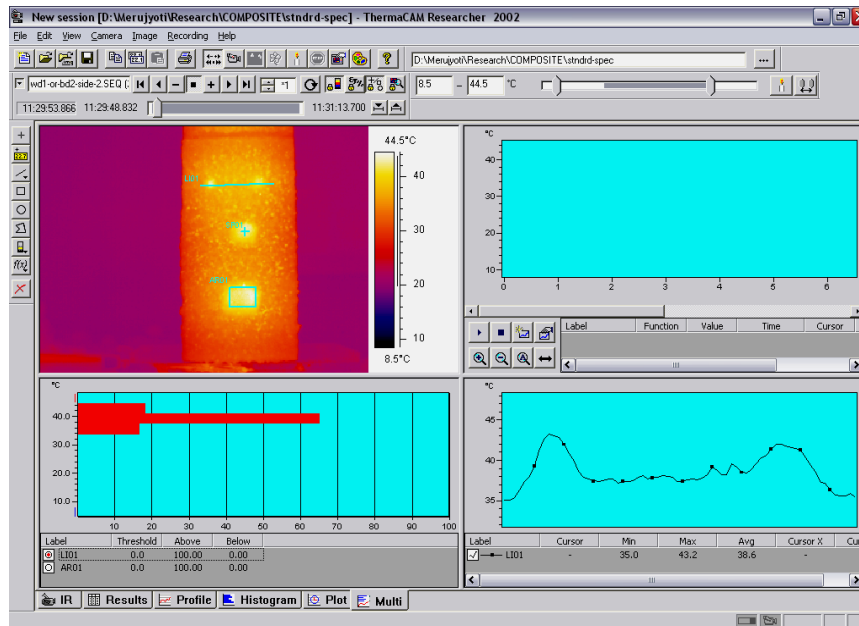 New session [D:\Merujyoti\Research\COMPOSITE\stndrd-spec] - ThermaCAM Researcher 2002
File Edit View Camera Image Recording Help
D:\Merujyoti\Research\COMPOSITE\stndrd-spec ...
wd1-or-bd2-side-2.SEQ 8.5 - 44.5 °C
11:29:53.866 11:29:48.832 11:31:13.700
44.5°C
40
30
20
10
8.5°C
LI01
AR01
°C
40
30
20
10
0 1 2 3 4 5 6
Label Function Value Time Cursor
°C
40.0
30.0
20.0
10.0
10 20 30 40 50 60 70 80 90 100
Label Threshold Above Below
LI01 0.0 100.00 0.00
AR01 0.0 100.00 0.00
°C
45
40
35
Label Cursor Min Max Avg Cursor X
LI01 - 35.0 43.2 38.6 -
IR Results Profile Histogram Plot Multi